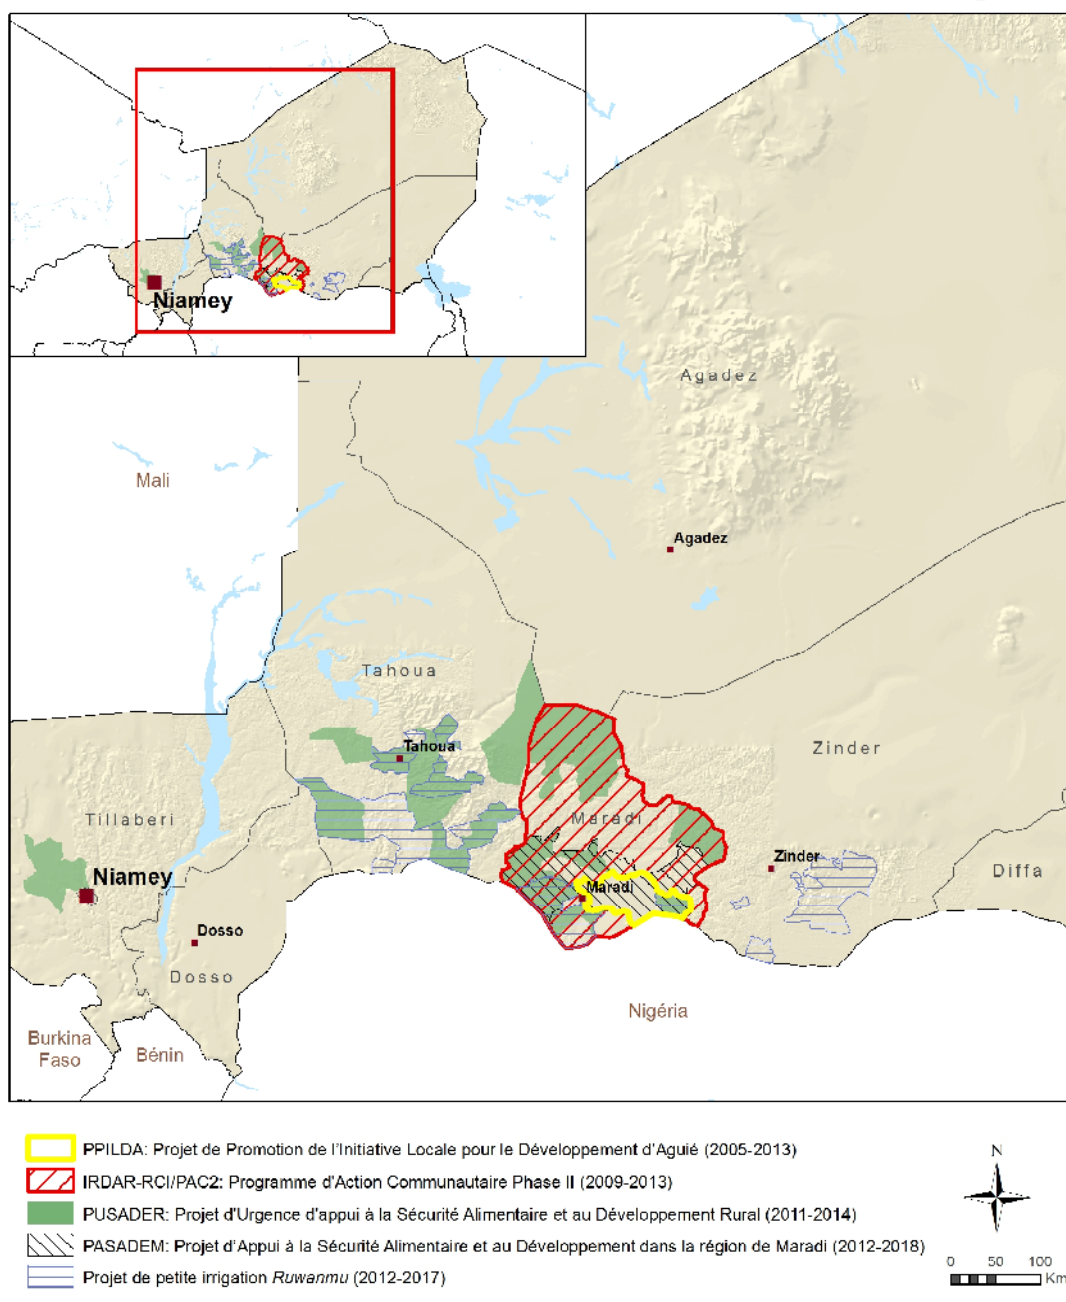 Niamey
Agadez
Mali
Agadez
Tahoua
Tahoua
Zinder
Tillaberi
Maradi
Zinder
Niamey
Maradi
Diffa
Dosso
Dosso
Nigéria
Burkina
Faso
Bénin
PPILDA: Projet de Promotion de l'Initiative Locale pour le Développement d'Aguié (2005-2013)
IRDAR-RCI/PAC2: Programme d'Action Communautaire Phase II (2009-2013)
PUSADER: Projet d'Urgence d'appui à la Sécurité Alimentaire et au Développement Rural (2011-2014)
PASADEM: Projet d'Appui à la Sécurité Alimentaire et au Développement dans la région de Maradi (2012-2018)
Projet de petite irrigation Ruwanmu (2012-2017)
N
0 50 100
Km